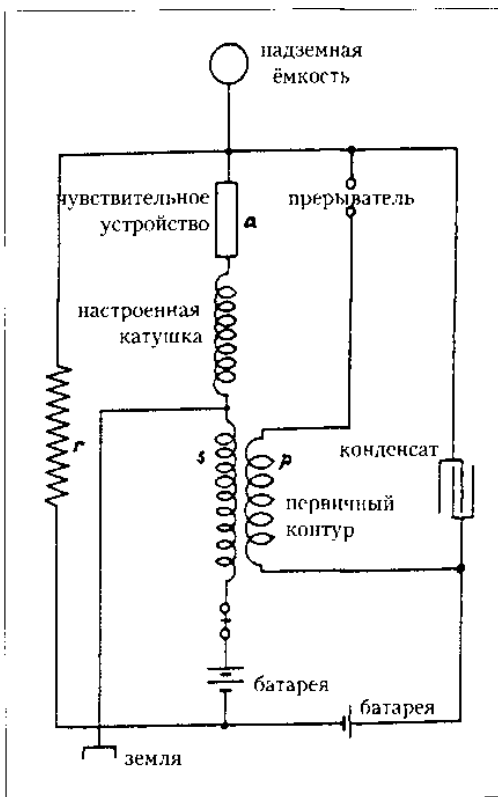 надземная
ёмкость
чувствительное
устройство
a
прерыватель
настроенная
катушка
r
s
p
конденсат
первичный
контур
батарея
батарея
земля